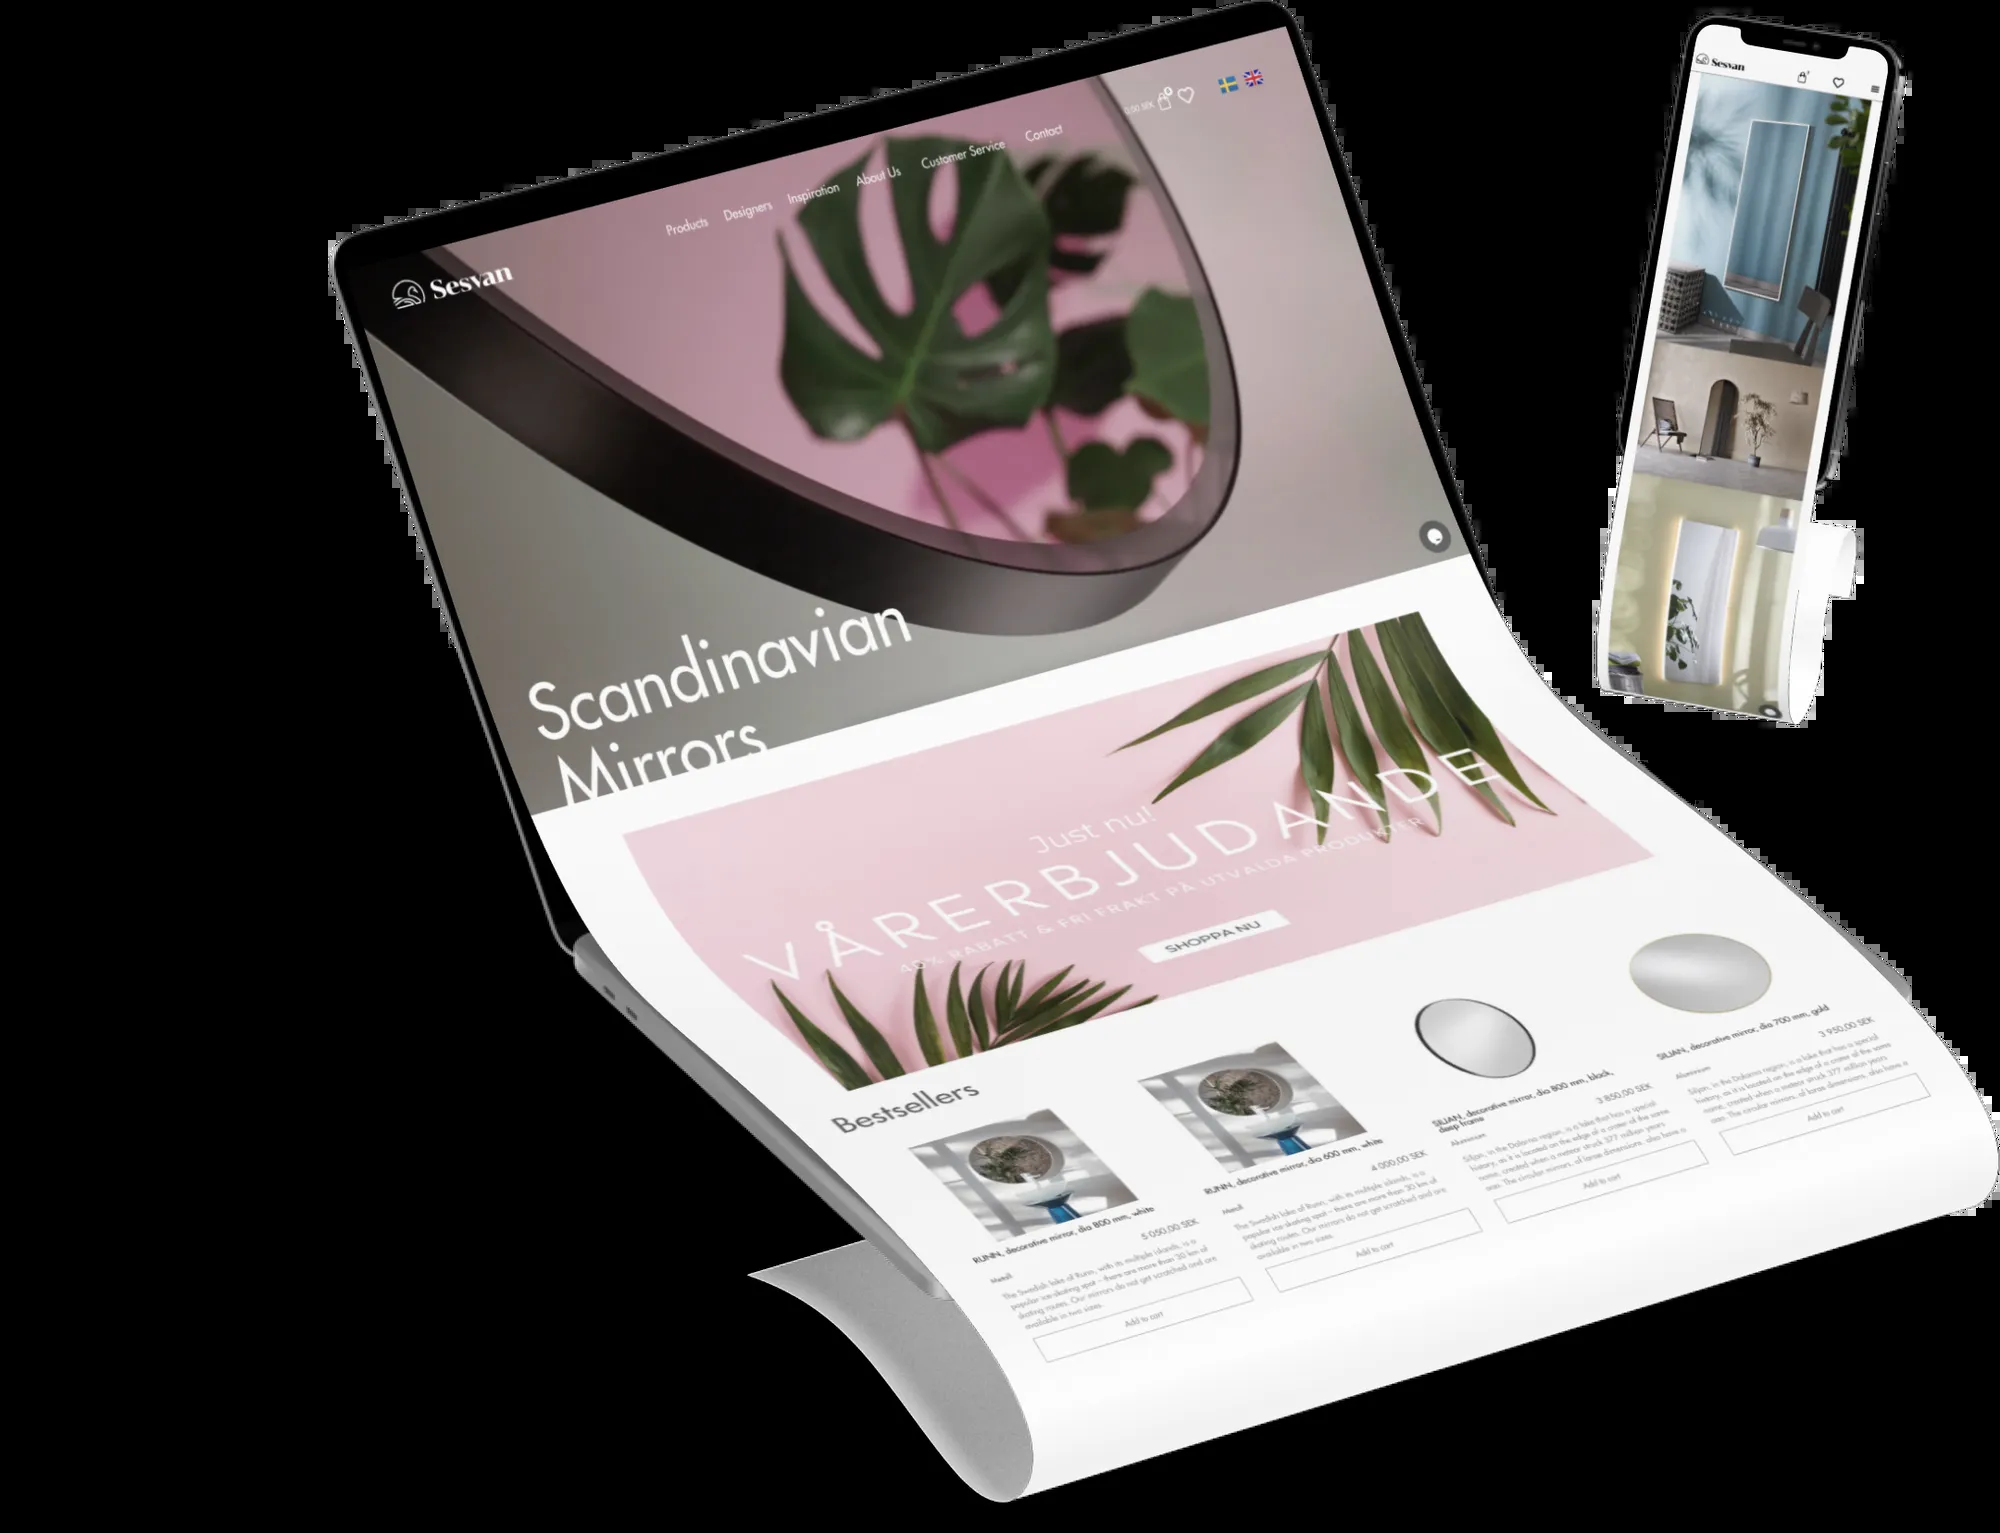 Sesvan
Products
Designers
Inspiration
About Us
Customer Service
Contact
0.00 SEK
0
Scandinavian
Mirrors
Just nu!
VÅRERBJUDANDE
40% RABATT & FRI FRAKT PÅ UTVALDA PRODUKTER
SHOPPA NU
Bestsellers
RUNN, decorative mirror, dia 800 mm, white
5 050,00 SEK
Metall
The Swedish lake of Runn, with its multiple islands, is a
popular ice-skating spot – there are more than 30 km of
skating routes. Our mirrors do not get scratched and are
available in two sizes.
Add to cart
RUNN, decorative mirror, dia 600 mm, white
4 000,00 SEK
Metall
The Swedish lake of Runn, with its multiple islands, is a
popular ice-skating spot – there are more than 30 km of
skating routes. Our mirrors do not get scratched and are
available in two sizes.
Add to cart
SILJAN, decorative mirror, dia 800 mm, black,
deep frame
3 850,00 SEK
Aluminium
Siljan, in the Dalarna region, is a lake that has a special
history, as it is located on the edge of a crater of the same
name, created when a meteor struck 377 million years
ago. The circular mirrors, of large dimensions, also have a
Add to cart
SILJAN, decorative mirror, dia 700 mm, gold
3 950,00 SEK
Aluminium
Siljan, in the Dalarna region, is a lake that has a special
history, as it is located on the edge of a crater of the same
name, created when a meteor struck 377 million years
ago. The circular mirrors, of large dimensions, also have a
Add to cart
Sesvan